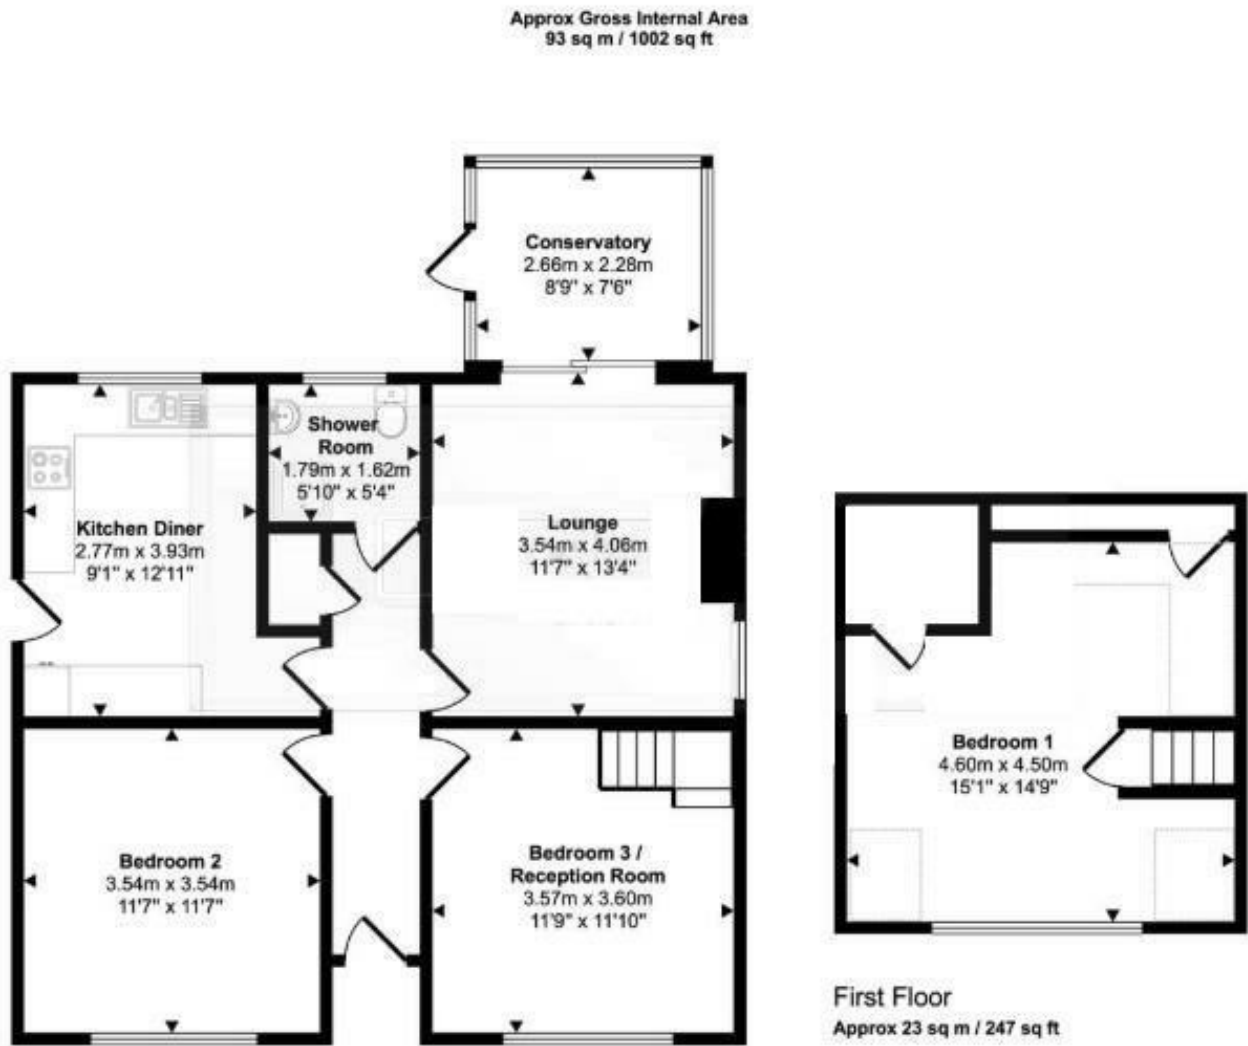 Approx Gross Internal Area
93 sq m / 1002 sq ft
Conservatory
2.66m x 2.28m
8'9" x 7'6"
Shower
Room
1.79m x 1.62m
5'10" x 5'4"
Kitchen Diner
2.77m x 3.93m
9'1" x 12'11"
Lounge
3.54m x 4.06m
11'7" x 13'4"
Bedroom 2
3.54m x 3.54m
11'7" x 11'7"
Bedroom 3 /
Reception Room
3.57m x 3.60m
11'9" x 11'10"
Bedroom 1
4.60m x 4.50m
15'1" x 14'9"
First Floor
Approx 23 sq m / 247 sq ft